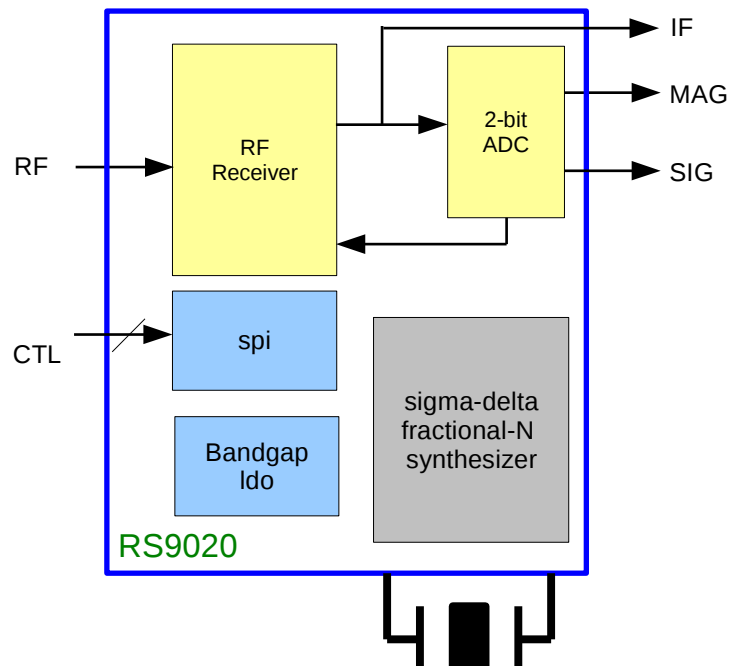 IF
MAG
2-bit
ADC
RF
Receiver
RF
SIG
CTL
spi
sigma-delta
fractional-N
synthesizer
Bandgap
ldo
RS9020